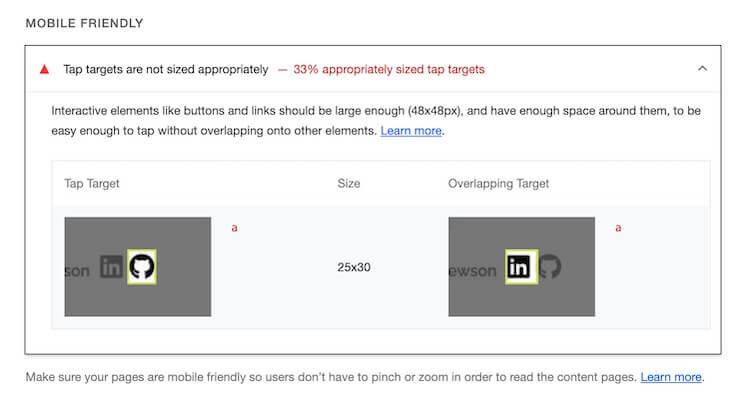 MOBILE FRIENDLY
Tap targets are not sized appropriately — 33% appropriately sized tap targets
Interactive elements like buttons and links should be large enough (48x48px), and have enough space around them, to be
easy enough to tap without overlapping onto other elements. Learn more.
Tap Target Size Overlapping Target
a a
son in 25x30 ewson in
Make sure your pages are mobile friendly so users don’t have to pinch or zoom in order to read the content pages. Learn more.